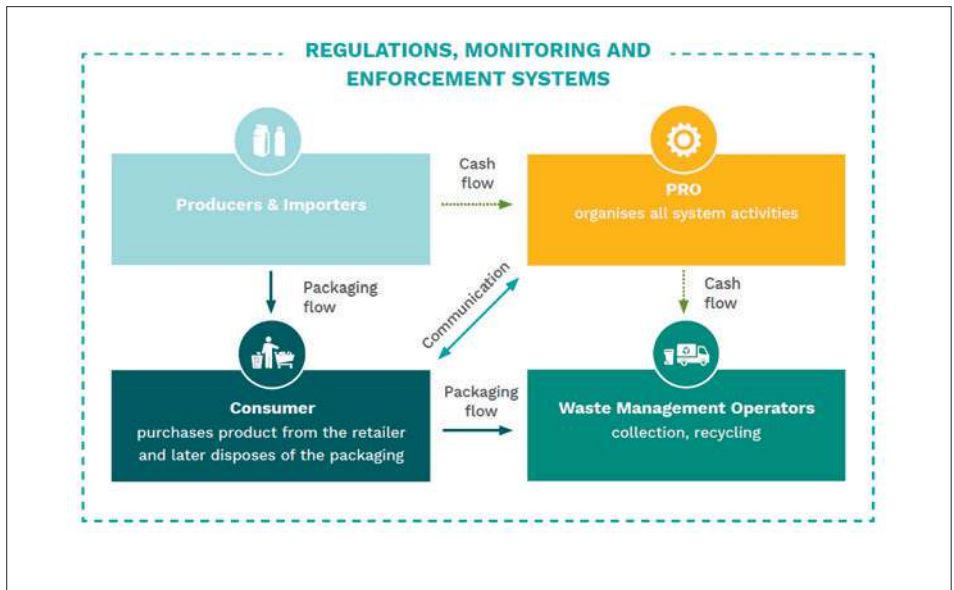 REGULATIONS, MONITORING AND
ENFORCEMENT SYSTEMS
Producers & Importers
Cash
flow
PRO
organises all system activities
Packaging
flow
Communication
Cash
flow
Consumer
purchases product from the retailer
and later disposes of the packaging
Packaging
flow
Waste Management Operators
collection, recycling